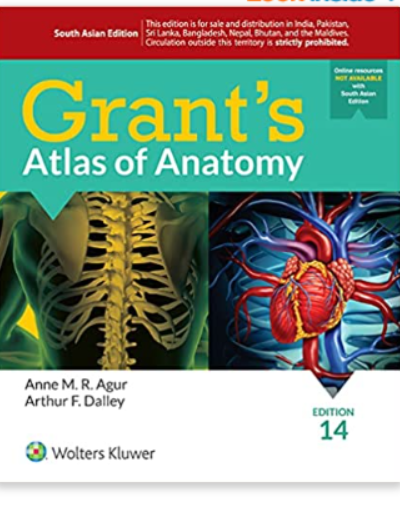 South Asian Edition
This edition is for sale and distribution in India, Pakistan,
Sri Lanka, Bangladesh, Nepal, Bhutan, and the Maldives.
Circulation outside this territory is strictly prohibited.
Online resources
NOT AVAILABLE
with
South Asian
Edition
Grant's
Atlas of Anatomy
Anne M. R. Agur
Arthur F. Dalley
EDITION
14
Wolters Kluwer